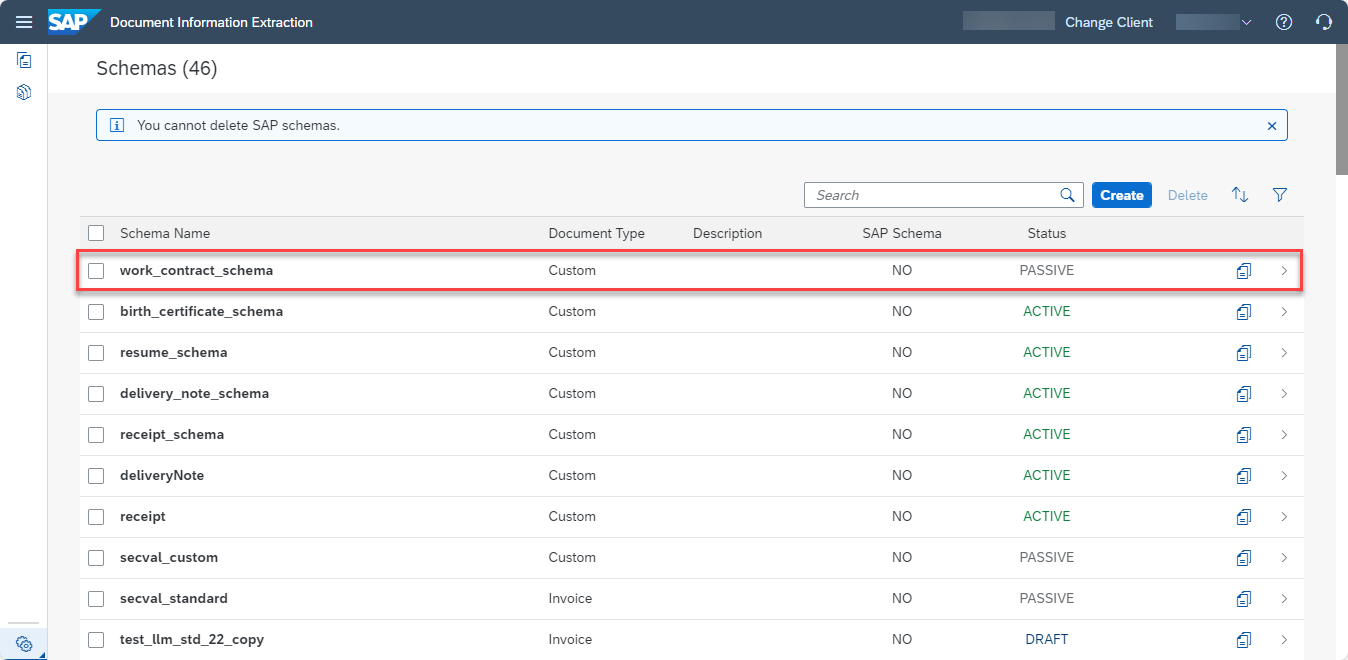 SAP Document Information Extraction Change Client
Schemas (46)
You cannot delete SAP schemas.
Search Create Delete
Schema Name Document Type Description SAP Schema Status
work_contract_schema Custom NO PASSIVE
birth_certificate_schema Custom NO ACTIVE
resume_schema Custom NO ACTIVE
delivery_note_schema Custom NO ACTIVE
receipt_schema Custom NO ACTIVE
deliveryNote Custom NO ACTIVE
receipt Custom NO ACTIVE
secval_custom Custom NO PASSIVE
secval_standard Invoice NO PASSIVE
test_llm_std_22_copy Invoice NO DRAFT